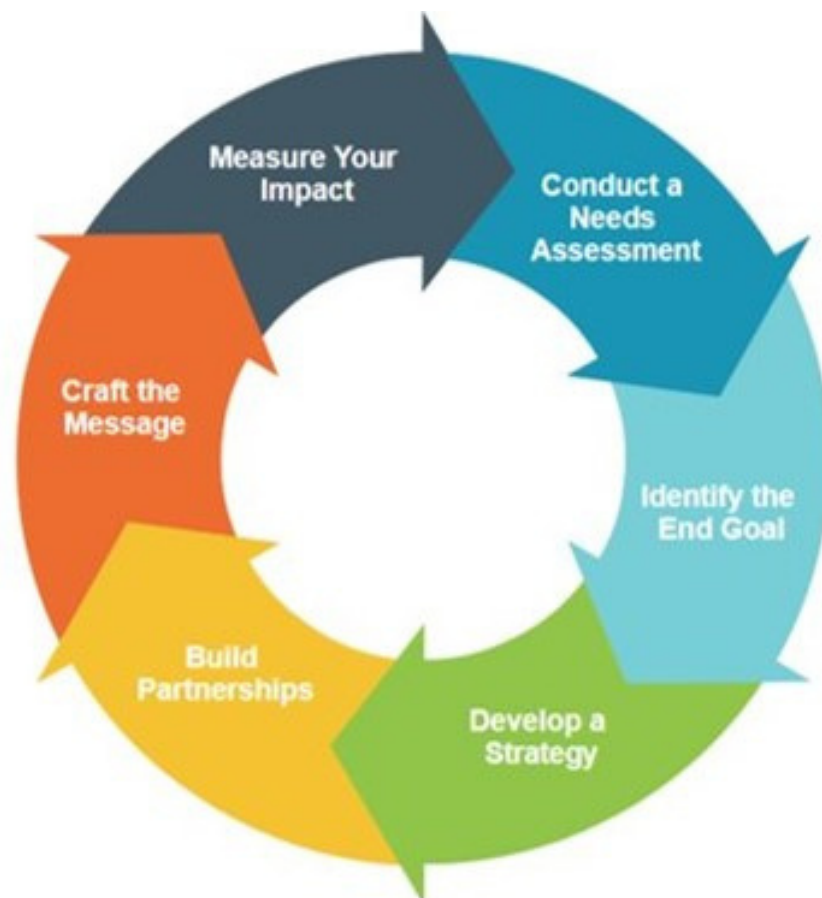 Measure Your
Impact
Conduct a
Needs
Assessment
Identify the
End Goal
Develop a
Strategy
Build
Partnerships
Craft the
Message